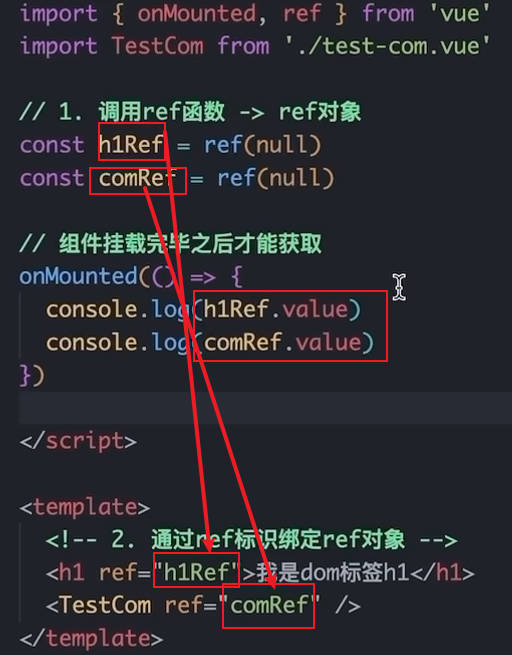 import { onMounted, ref } from 'vue'
import TestCom from './test-com.vue'
// 1. 调用ref函数 -> ref对象
const h1Ref = ref(null)
const comRef = ref(null)
// 组件挂载完毕之后才能获取
onMounted(() => {
console.log(h1Ref.value)
console.log(comRef.value)
})
</script>
<template>
<!-- 2. 通过ref标识绑定ref对象 -->
<h1 ref="h1Ref">我是dom标签h1</h1>
<TestCom ref="comRef" />
</template>